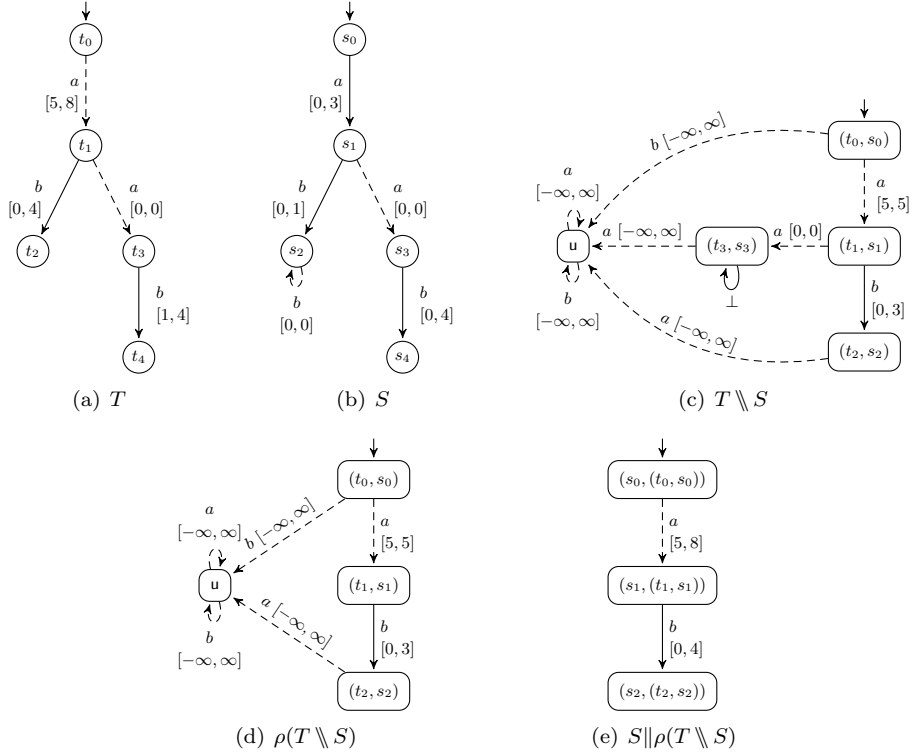 t₀
a
[5, 8]
t₁
b
[0, 4]
a
[0, 0]
t₂
t₃
b
[1, 4]
t₄
(a) T
s₀
a
[0, 3]
s₁
b
[0, 1]
a
[0, 0]
s₂
s₃
b
[0, 0]
b
[0, 4]
s₄
(b) S
(t₀, s₀)
b [−∞, ∞]
a
[5, 5]
a
[−∞, ∞]
u
a [−∞, ∞]
(t₃, s₃)
a [0, 0]
(t₁, s₁)
⊥
b
[−∞, ∞]
b
[0, 3]
a [−∞, ∞]
(t₂, s₂)
(c) T \\ S
(t₀, s₀)
b [−∞, ∞]
a
[5, 5]
a
[−∞, ∞]
u
(t₁, s₁)
b
[−∞, ∞]
a [−∞, ∞]
b
[0, 3]
(t₂, s₂)
(d) ρ(T \\ S)
(s₀, (t₀, s₀))
a
[5, 8]
(s₁, (t₁, s₁))
b
[0, 4]
(s₂, (t₂, s₂))
(e) S‖ρ(T \\ S)